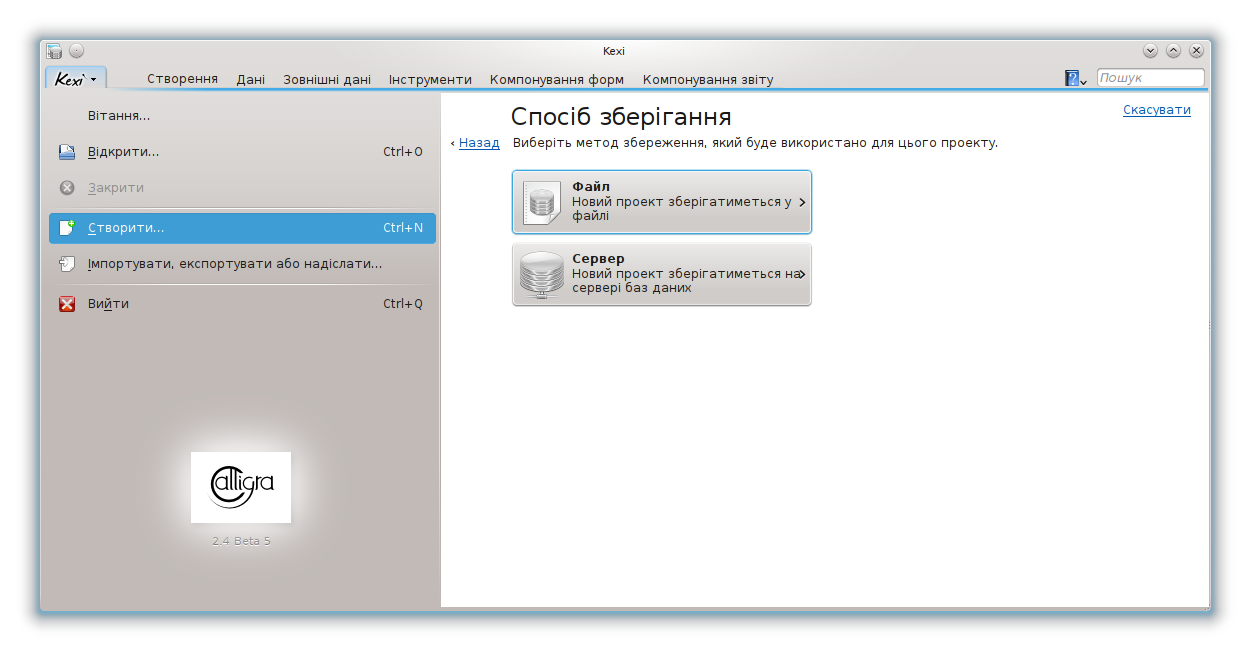 Kexi
Kexi
Створення Дані Зовнішні дані Інструменти Компонування форм Компонування звіту
Пошук
Вітання...
Відкрити... Ctrl+O
Закрити
Створити... Ctrl+N
Імпортувати, експортувати або надіслати...
Вийти Ctrl+Q
Calligra
2.4 Beta 5
Спосіб зберігання
Скасувати
‹ Назад Виберіть метод збереження, який буде використано для цього проекту.
Файл
Новий проект зберігатиметься у
файлі
Сервер
Новий проект зберігатиметься на
сервері баз даних